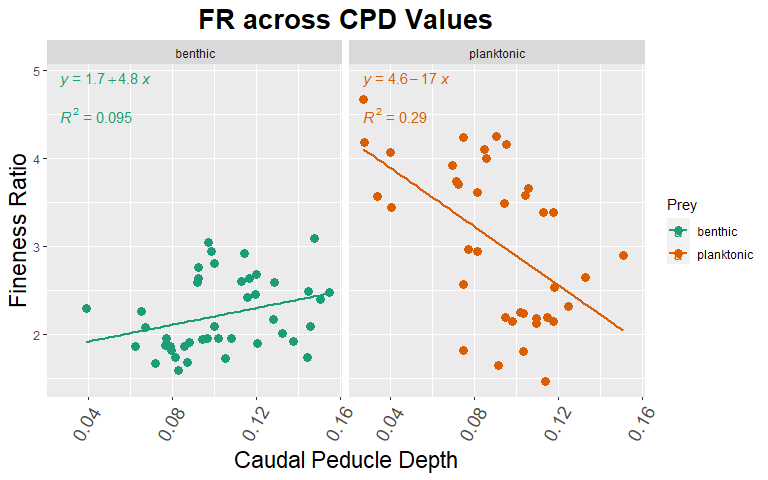 FR across CPD Values
benthic
planktonic
y = 1.7+4.8 x
R² = 0.095
y = 4.6−17 x
R² = 0.29
5
4
3
2
Fineness Ratio
0.04
0.08
0.12
0.16
0.04
0.08
0.12
0.16
Caudal Peducle Depth
Prey
a benthic
a planktonic